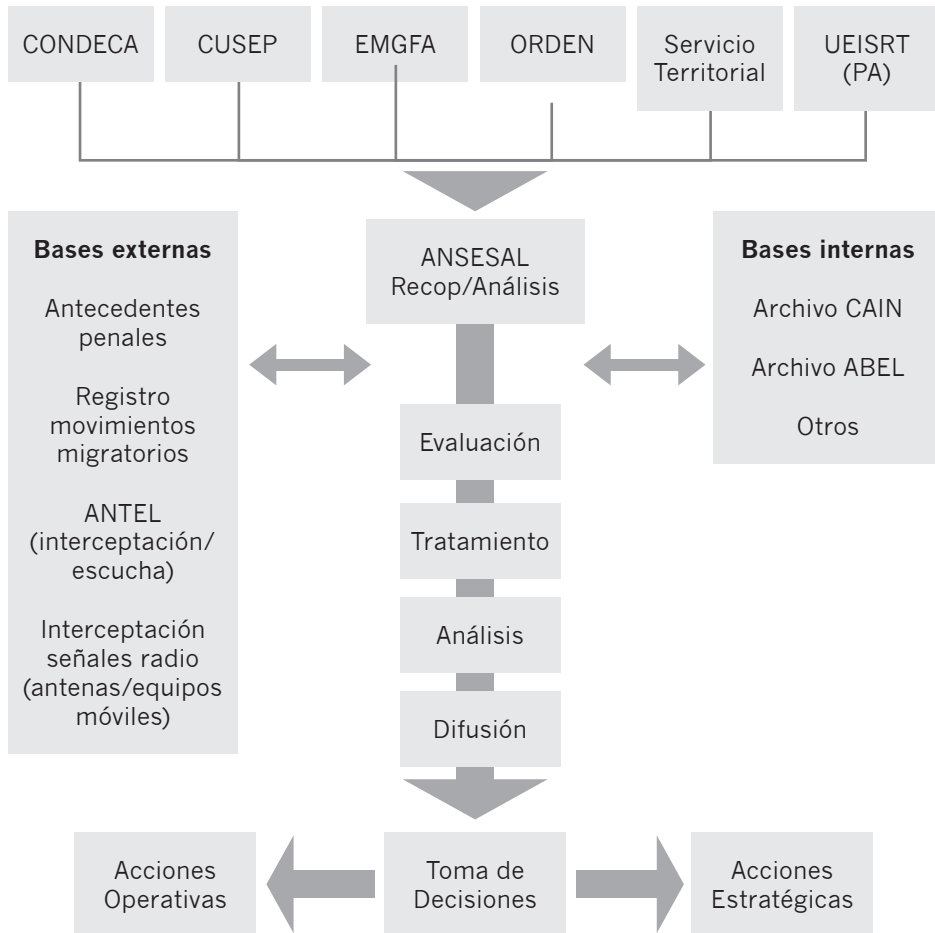 CONDECA
CUSEP
EMGFA
ORDEN
Servicio
Territorial
UEISRT
(PA)
Bases externas
Antecedentes
penales
Registro
movimientos
migratorios
ANTEL
(interceptación/
escucha)
Interceptación
señales radio
(antenas/equipos
móviles)
ANSESAL
Recop/Análisis
Evaluación
Tratamiento
Análisis
Difusión
Bases internas
Archivo CAIN
Archivo ABEL
Otros
Acciones
Operativas
Toma de
Decisiones
Acciones
Estratégicas